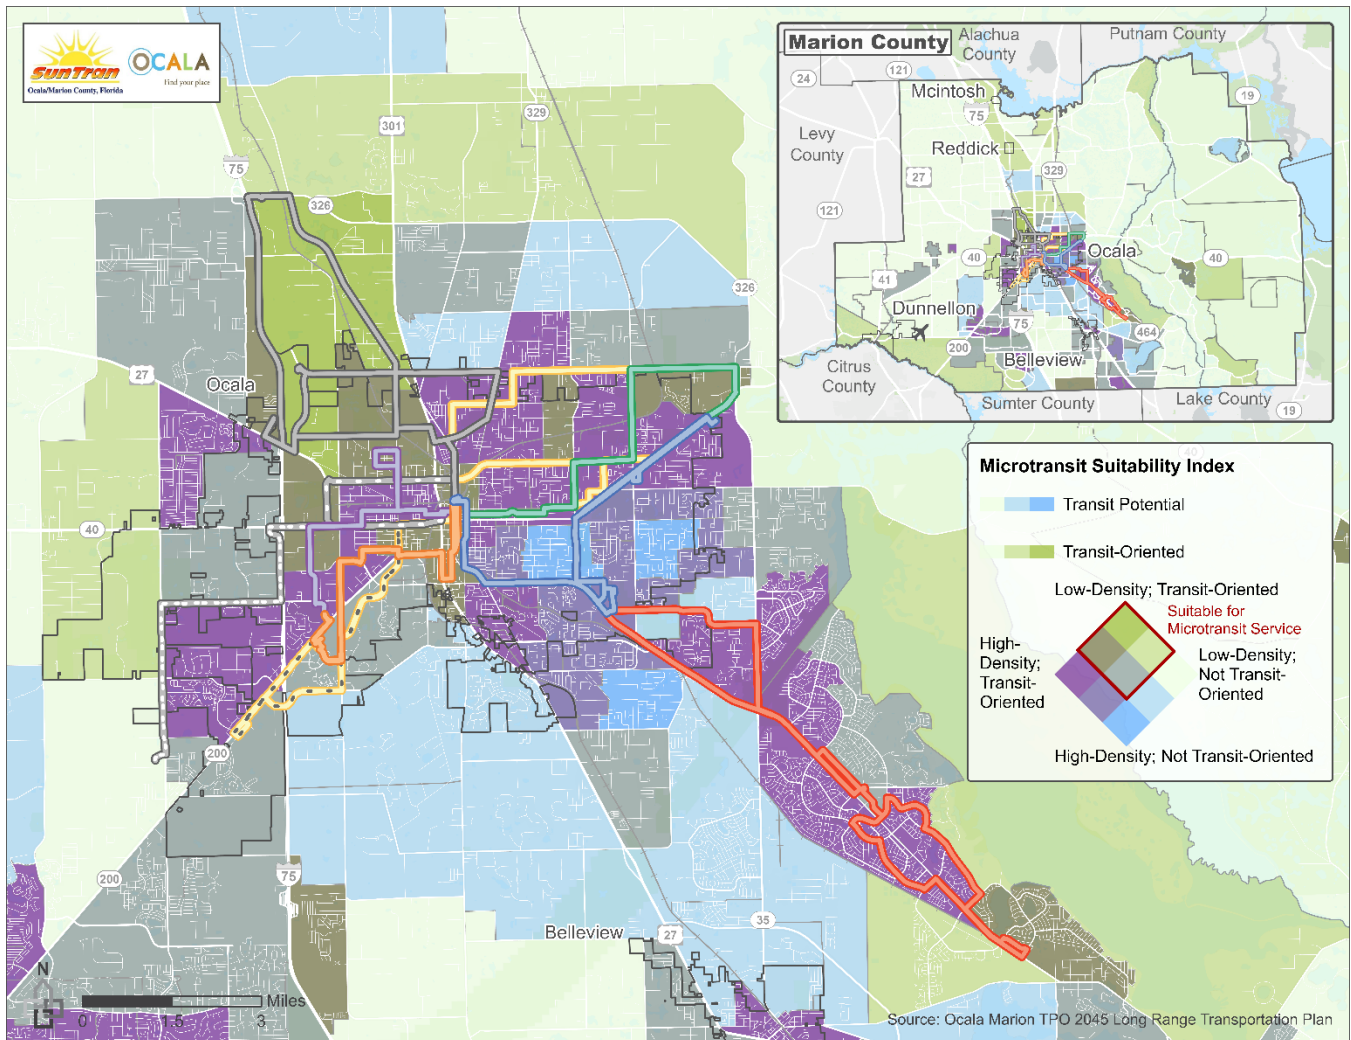 SunTran
Ocala/Marion County, Florida
OCALA
Find your place
Marion County
Alachua
County
Putnam County
24
121
Mcintosh
19
75
Levy
County
Reddick
329
27
121
Ocala
40
40
41
Dunnellon
75
464
200
Belleview
Citrus
County
Sumter County
Lake County
19
301
329
75
326
326
27
Ocala
40
40
200
200
75
35
Belleview
27
Microtransit Suitability Index
Transit Potential
Transit-Oriented
Low-Density; Transit-Oriented
Suitable for
Microtransit Service
High-
Density;
Transit-
Oriented
Low-Density;
Not Transit-
Oriented
High-Density; Not Transit-Oriented
N
Miles
0
1.5
3
Source: Ocala Marion TPO 2045 Long Range Transportation Plan